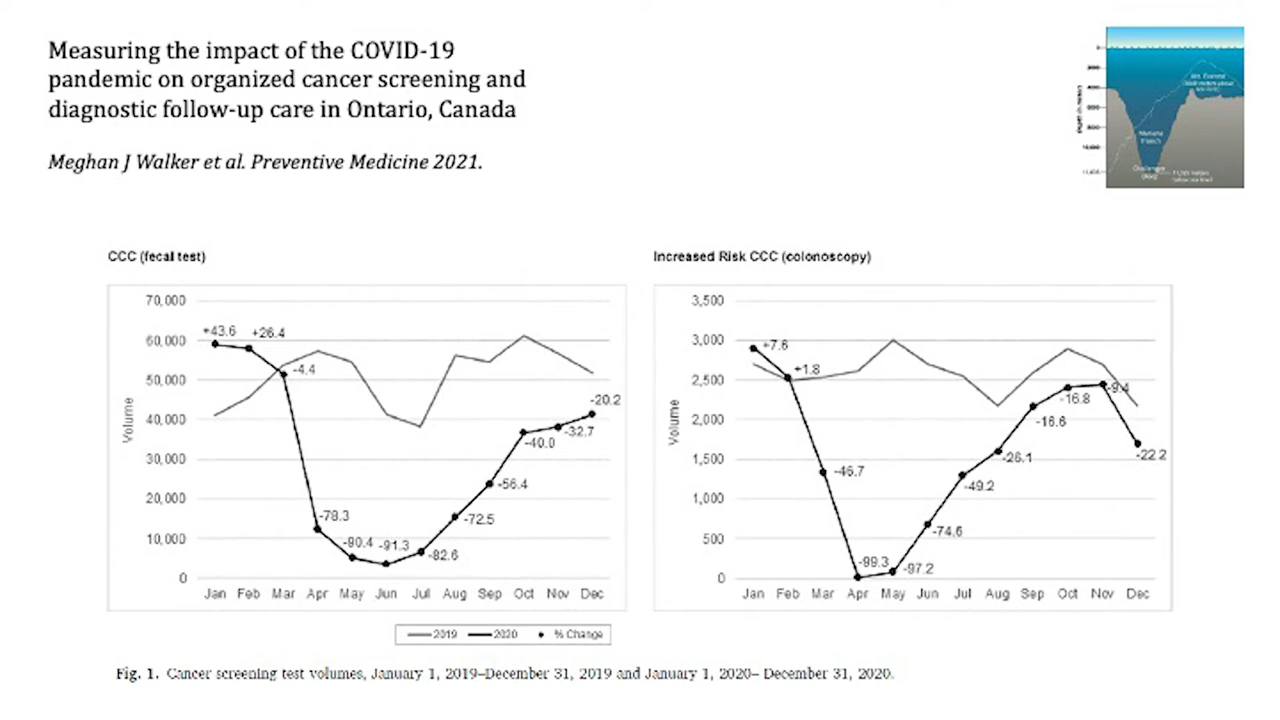 Measuring the impact of the COVID-19
pandemic on organized cancer screening and
diagnostic follow-up care in Ontario, Canada
Meghan J Walker et al. Preventive Medicine 2021.
Mariana
Trench
CCC (fecal test)
70,000
60,000
50,000
40,000
30,000
20,000
10,000
0
Volume
+43.6
+26.4
-4.4
-78.3
-90.4
-91.3
-82.6
-72.5
-56.4
-40.0
-32.7
-20.2
Jan Feb Mar Apr May Jun Jul Aug Sep Oct Nov Dec
Increased Risk CCC (colonoscopy)
3,500
3,000
2,500
2,000
1,500
1,000
500
0
Volume
+7.6
+1.8
-46.7
-99.3
-97.2
-74.6
-49.2
-26.1
-16.6
-16.8
-9.4
-22.2
Jan Feb Mar Apr May Jun Jul Aug Sep Oct Nov Dec
2019 2020 % Change
Fig. 1. Cancer screening test volumes, January 1, 2019–December 31, 2019 and January 1, 2020– December 31, 2020.